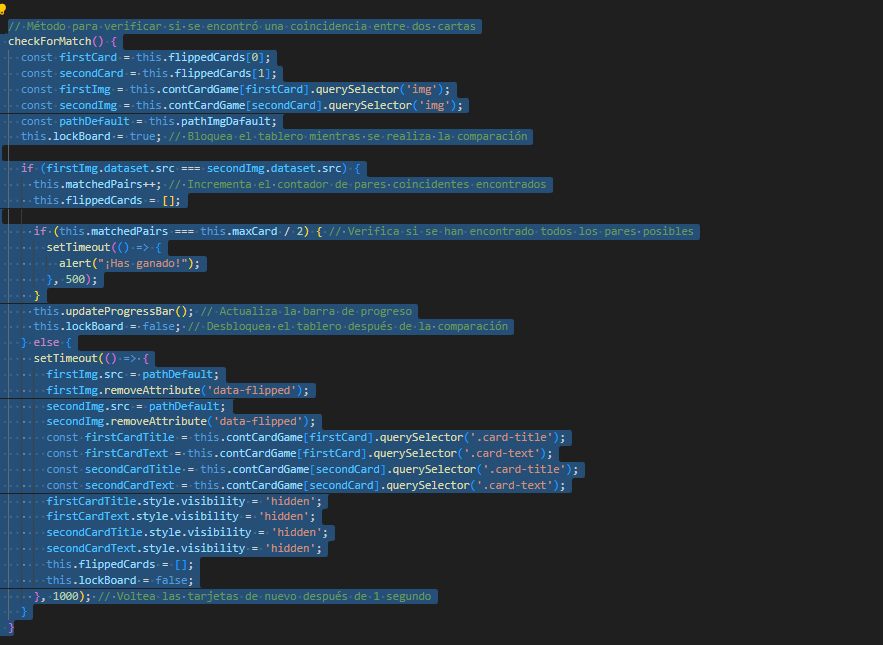 // Método para verificar si se encontró una coincidencia entre dos cartas
checkForMatch() {
const firstCard = this.flippedCards[0];
const secondCard = this.flippedCards[1];
const firstImg = this.contCardGame[firstCard].querySelector('img');
const secondImg = this.contCardGame[secondCard].querySelector('img');
const pathDefault = this.pathImgDafault;
this.lockBoard = true; // Bloquea el tablero mientras se realiza la comparación
if (firstImg.dataset.src === secondImg.dataset.src) {
this.matchedPairs++; // Incrementa el contador de pares coincidentes encontrados
this.flippedCards = [];
if (this.matchedPairs === this.maxCard / 2) { // Verifica si se han encontrado todos los pares posibles
setTimeout(() => {
alert("¡Has ganado!");
}, 500);
}
this.updateProgressBar(); // Actualiza la barra de progreso
this.lockBoard = false; // Desbloquea el tablero después de la comparación
} else {
setTimeout(() => {
firstImg.src = pathDefault;
firstImg.removeAttribute('data-flipped');
secondImg.src = pathDefault;
secondImg.removeAttribute('data-flipped');
const firstCardTitle = this.contCardGame[firstCard].querySelector('.card-title');
const firstCardText = this.contCardGame[firstCard].querySelector('.card-text');
const secondCardTitle = this.contCardGame[secondCard].querySelector('.card-title');
const secondCardText = this.contCardGame[secondCard].querySelector('.card-text');
firstCardTitle.style.visibility = 'hidden';
firstCardText.style.visibility = 'hidden';
secondCardTitle.style.visibility = 'hidden';
secondCardText.style.visibility = 'hidden';
this.flippedCards = [];
this.lockBoard = false;
}, 1000); // Voltea las tarjetas de nuevo después de 1 segundo
}
}